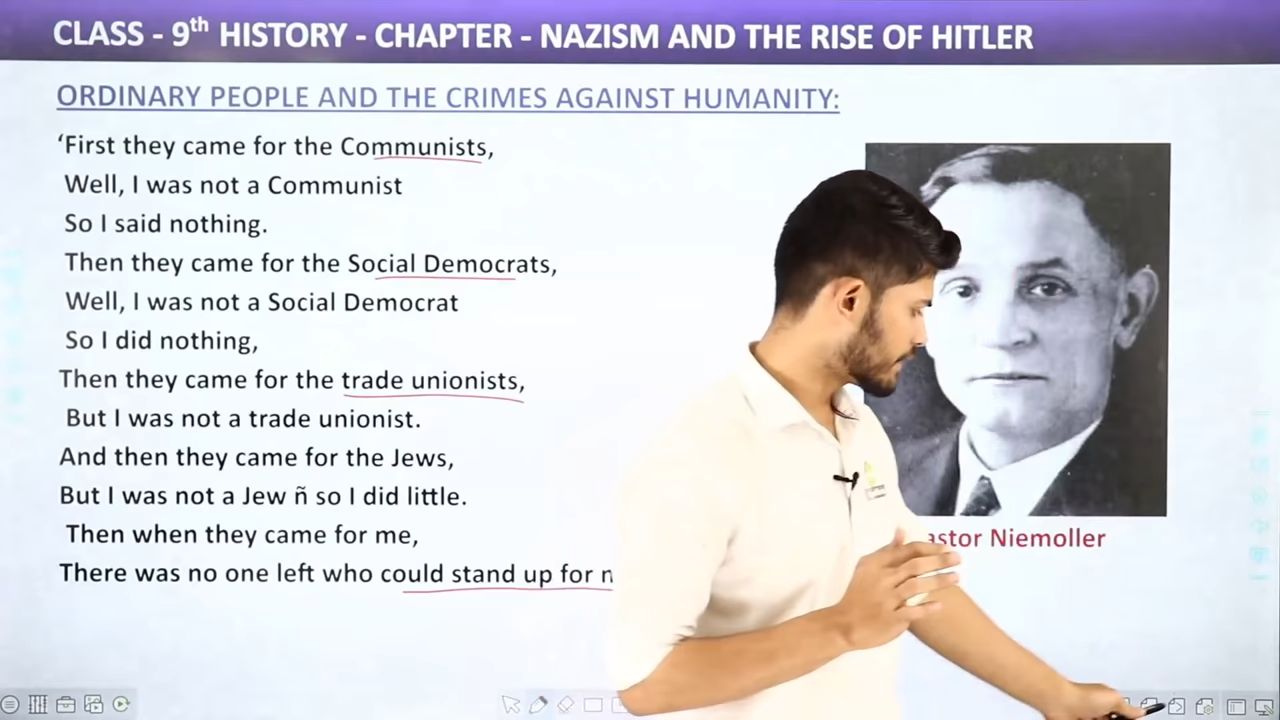 CLASS - 9th HISTORY - CHAPTER - NAZISM AND THE RISE OF HITLER
ORDINARY PEOPLE AND THE CRIMES AGAINST HUMANITY:
‘First they came for the Communists,
Well, I was not a Communist
So I said nothing.
Then they came for the Social Democrats,
Well, I was not a Social Democrat
So I did nothing,
Then they came for the trade unionists,
But I was not a trade unionist.
And then they came for the Jews,
But I was not a Jew ñ so I did little.
Then when they came for me,
There was no one left who could stand up for
Niemoller